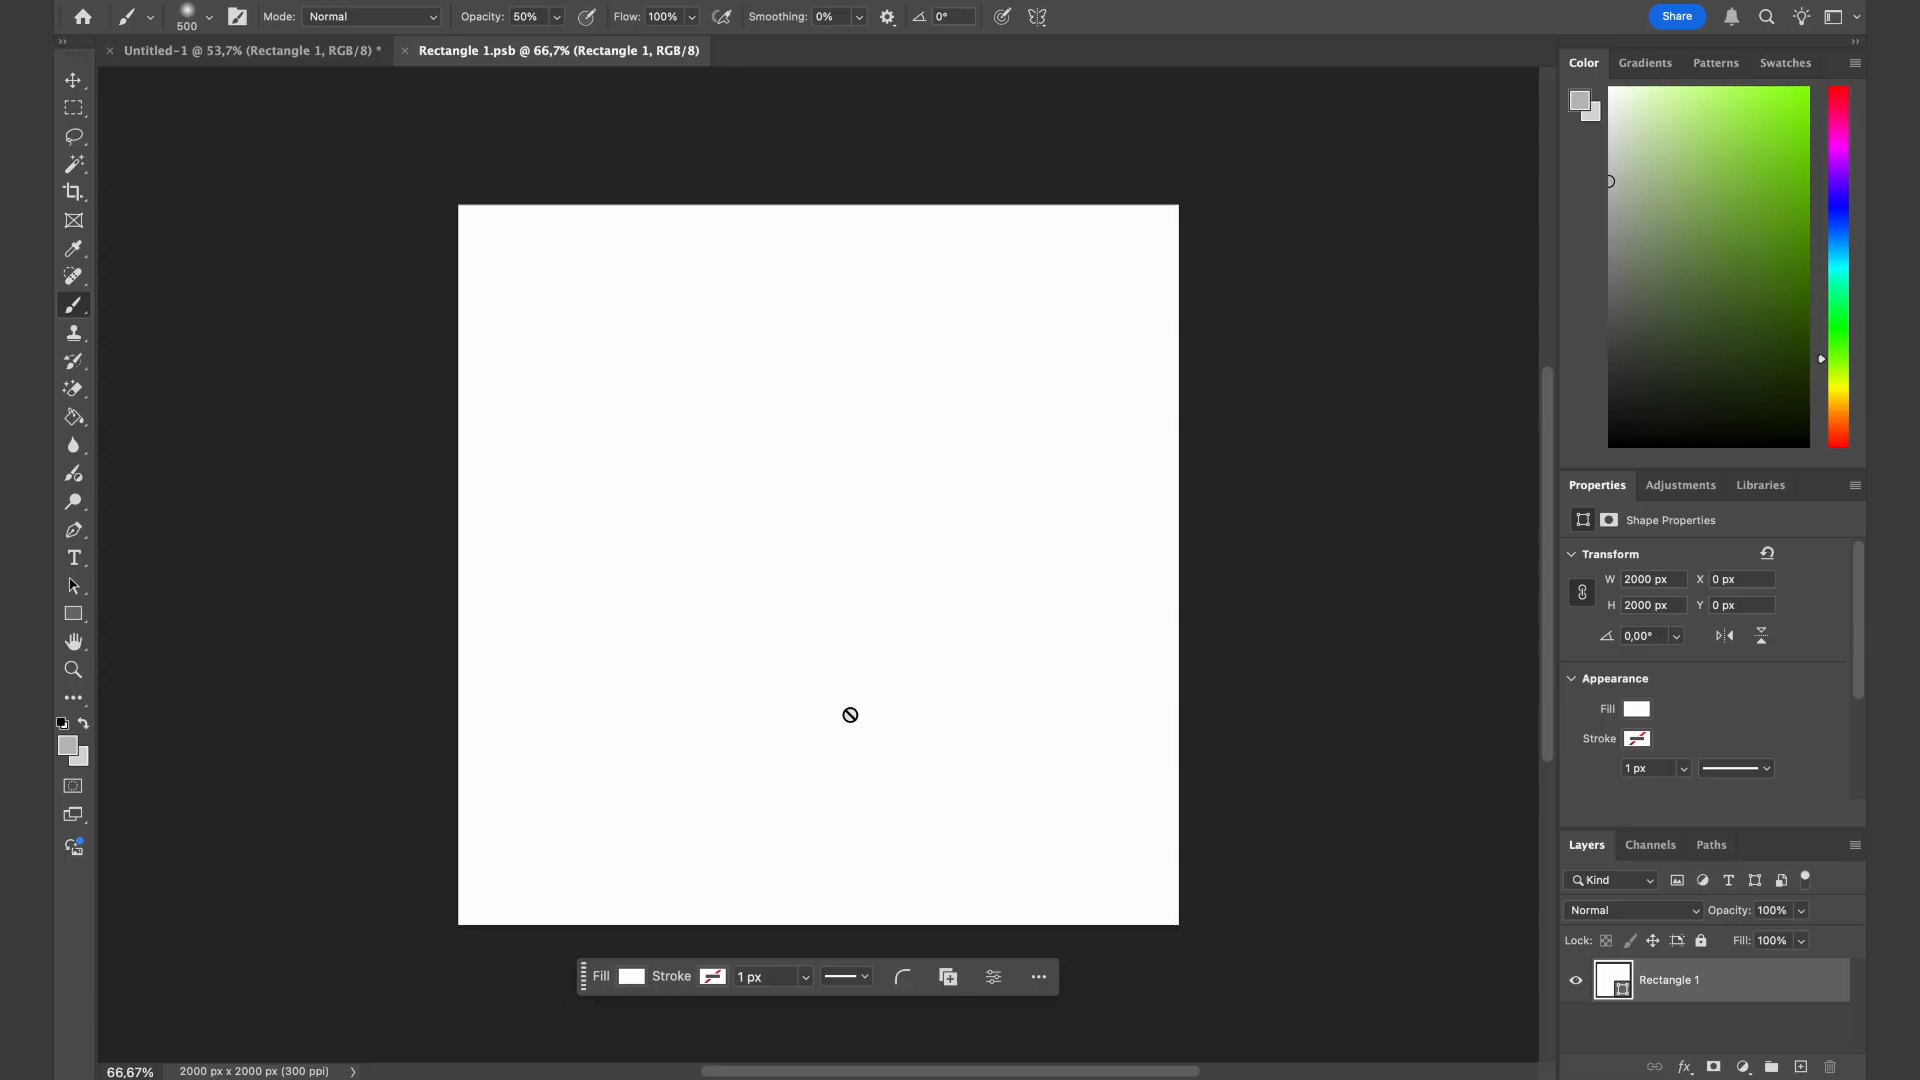 500
Mode:
Normal
Opacity: 50%
Flow: 100%
Smoothing: 0%
0°
Share
Untitled-1 @ 53,7% (Rectangle 1, RGB/8) *
Rectangle 1.psb @ 66,7% (Rectangle 1, RGB/8)
Color
Gradients
Patterns
Swatches
Properties
Adjustments
Libraries
Shape Properties
Transform
W 2000 px X 0 px
H 2000 px Y 0 px
0,00°
Appearance
Fill
Stroke
1 px
Layers
Channels
Paths
Kind
Normal
Opacity: 100%
Lock:
Fill: 100%
Rectangle 1
Fill
Stroke
1 px
66,67%
2000 px x 2000 px (300 ppi)